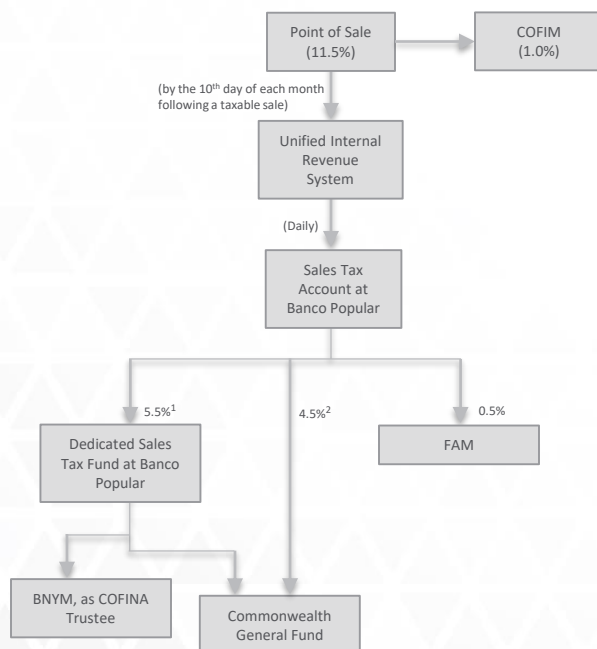 Point of Sale
(11.5%)
COFIM
(1.0%)
(by the 10th day of each month
following a taxable sale)
Unified Internal
Revenue
System
(Daily)
Sales Tax
Account at
Banco Popular
5.5%1
4.5%2
0.5%
Dedicated Sales
Tax Fund at Banco
Popular
FAM
BNYM, as COFINA
Trustee
Commonwealth
General Fund